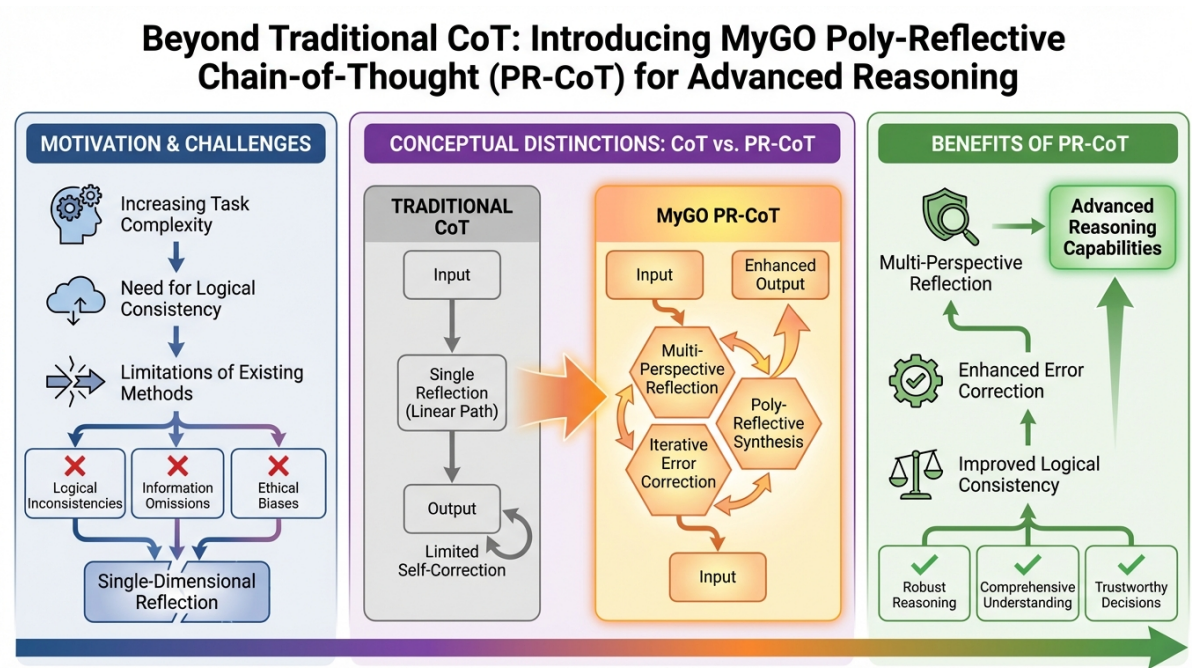 Beyond Traditional CoT: Introducing MyGO Poly-Reflective
Chain-of-Thought (PR-CoT) for Advanced Reasoning
MOTIVATION & CHALLENGES
Increasing Task
Complexity
Need for Logical
Consistency
Limitations of Existing
Methods
Logical
Inconsistencies
Information
Omissions
Ethical
Biases
Single-Dimensional
Reflection
CONCEPTUAL DISTINCTIONS: CoT vs. PR-CoT
TRADITIONAL
CoT
Input
Single
Reflection
(Linear Path)
Output
Limited
Self-Correction
MyGO PR-CoT
Input
Enhanced
Output
Multi-
Perspective
Reflection
Poly-
Reflective
Synthesis
Iterative
Error
Correction
Input
BENEFITS OF PR-CoT
Advanced
Reasoning
Capabilities
Multi-Perspective
Reflection
Enhanced Error
Correction
Improved Logical
Consistency
Robust
Reasoning
Comprehensive
Understanding
Trustworthy
Decisions